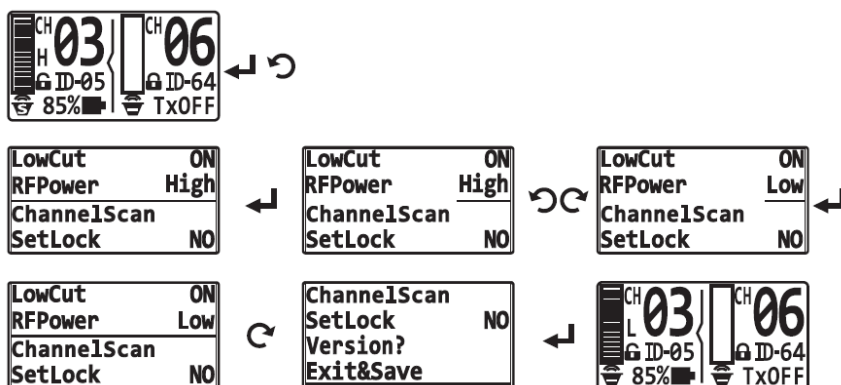 CH 03 CH 06
H
ID-05 ID-64
S 85% TxOFF
LowCut ON
RFPower High
ChannelScan
SetLock NO
LowCut ON
RFPower High
ChannelScan
SetLock NO
LowCut ON
RFPower Low
ChannelScan
SetLock NO
LowCut ON
RFPower Low
ChannelScan
SetLock NO
ChannelScan
SetLock NO
Version?
Exit&Save
CH 03 CH 06
L
ID-05 ID-64
85% TxOFF